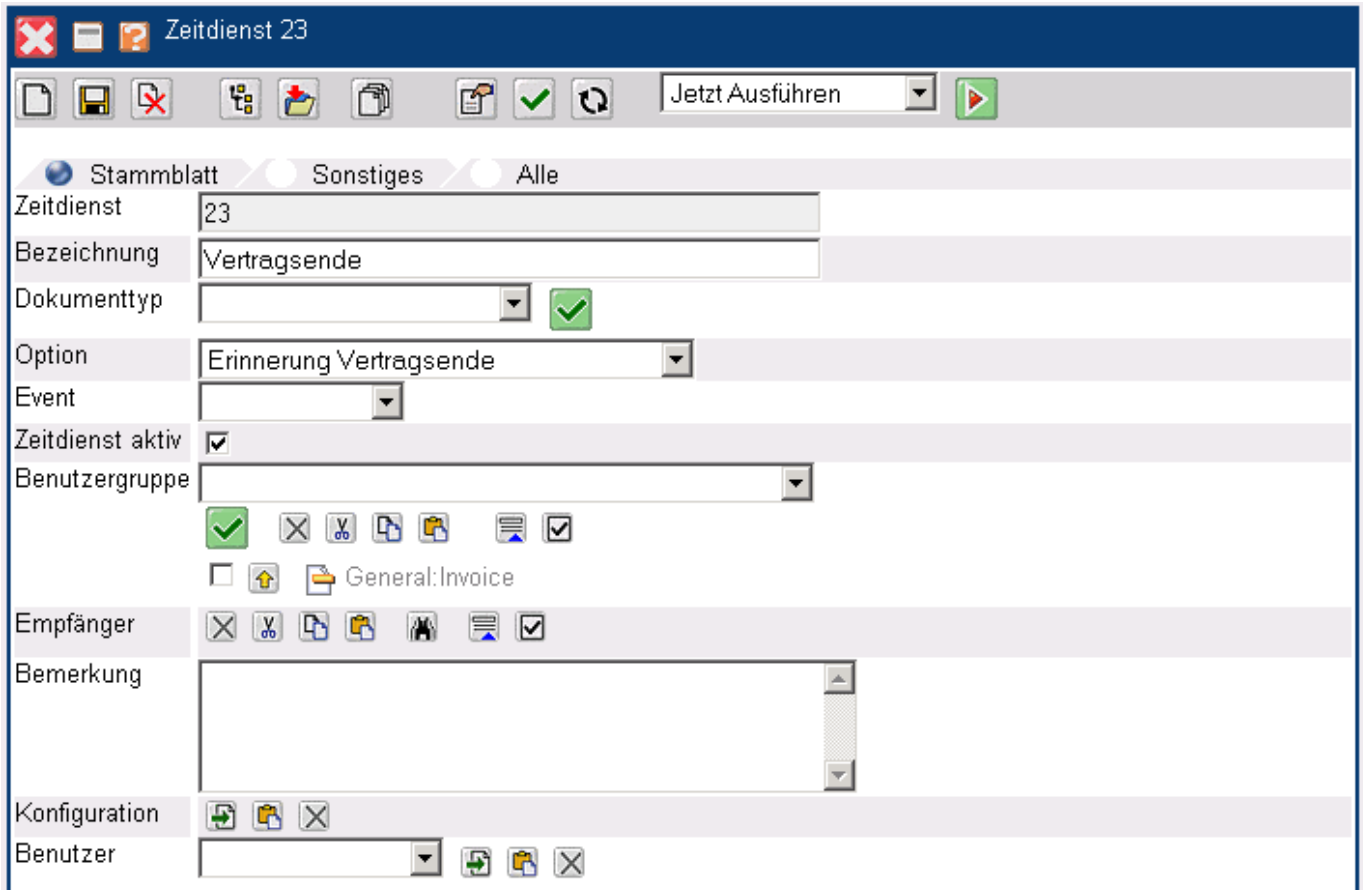 Zeitdienst 23
Jetzt Ausführen
Stammblatt Sonstiges Alle
Zeitdienst 23
Bezeichnung Vertragsende
Dokumenttyp
Option Erinnerung Vertragsende
Event
Zeitdienst aktiv
Benutzergruppe
General:Invoice
Empfänger
Bemerkung
Konfiguration
Benutzer